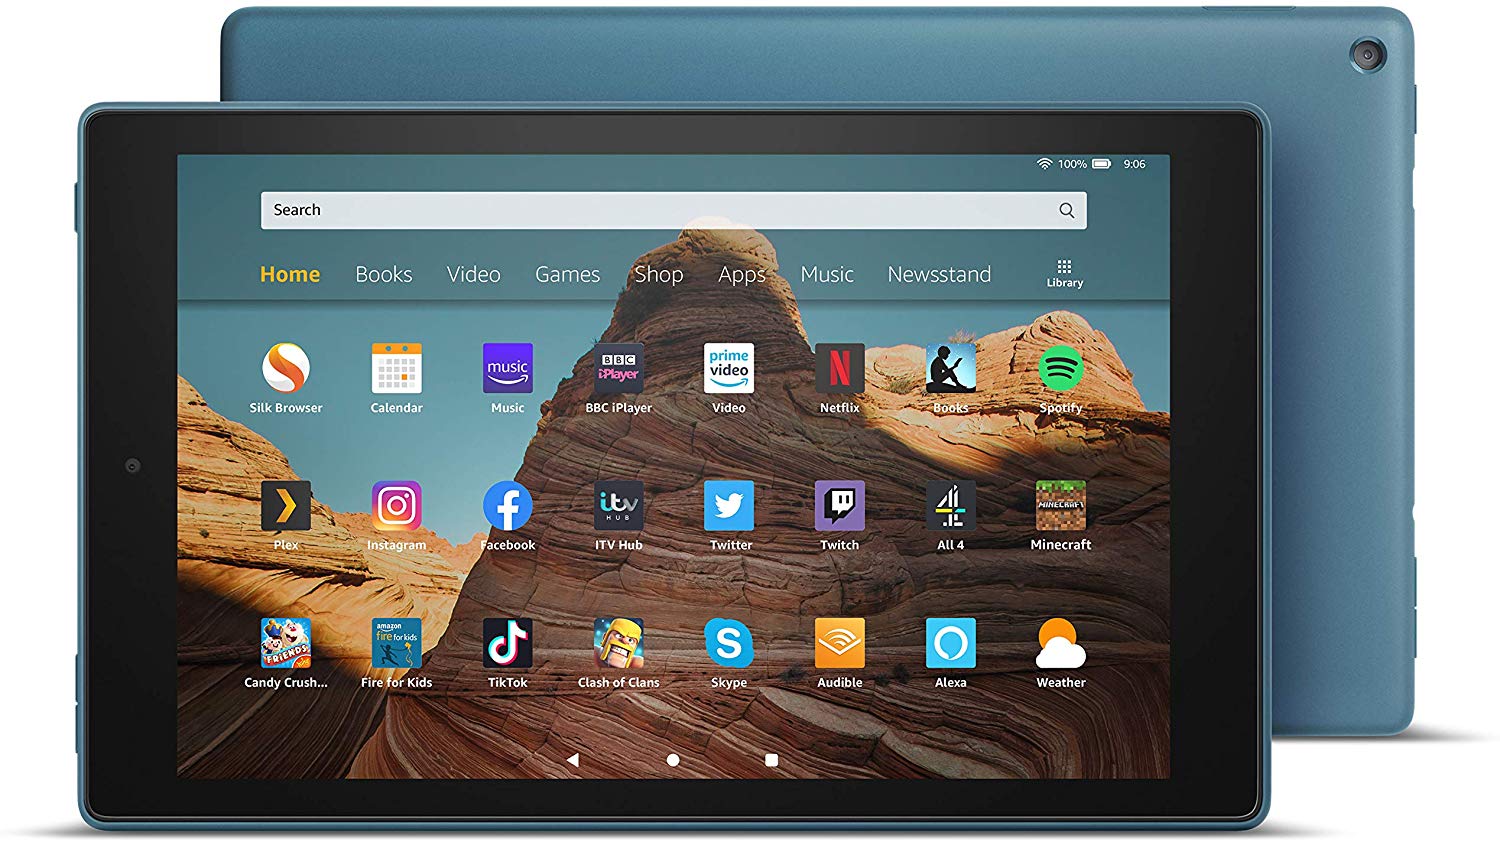 100% 9:06
Search
Home Books Video Games Shop Apps Music Newsstand
Library
music
BBC
iPlayer
prime
video
N
Silk Browser Calendar Music BBC iPlayer Video Netflix Books Spotify
f
itv
HUB
4
MINECRAFT
Plex Instagram Facebook ITV Hub Twitter Twitch All 4 Minecraft
FRIENDS
amazon
fire for kids
S
Candy Crush... Fire for Kids TikTok Clash of Clans Skype Audible Alexa Weather